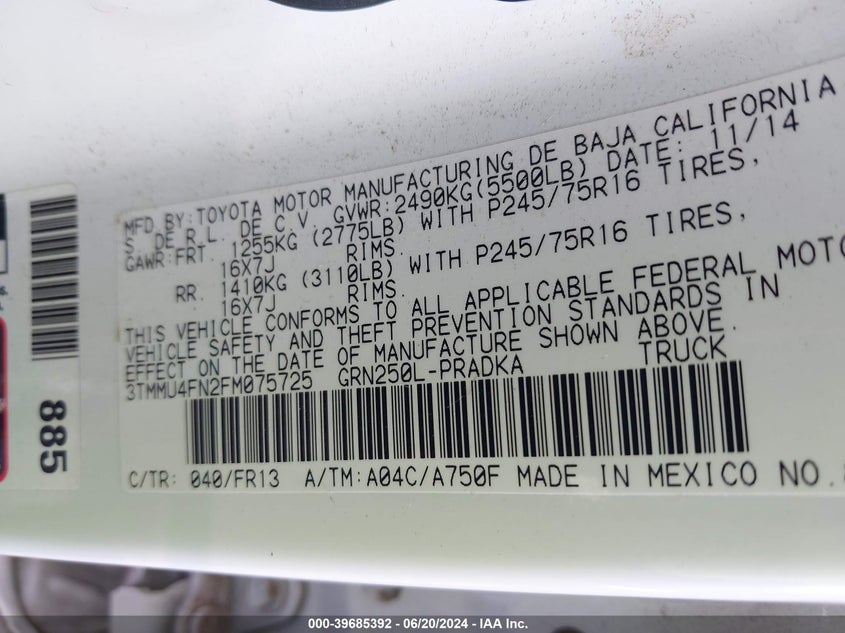 MFD.BY:TOYOTA MOTOR MANUFACTURING DE BAJA CALIFORNIA
S. DE R.L. DE C.V. GVWR:2490KG(5500LB) DATE: 11/14
GAWR:FRT. 1255KG (2775LB) WITH P245/75R16 TIRES,
16X7J RIMS.
RR. 1410KG (3110LB) WITH P245/75R16 TIRES,
16X7J RIMS.
THIS VEHICLE CONFORMS TO ALL APPLICABLE FEDERAL MOTO
VEHICLE SAFETY AND THEFT PREVENTION STANDARDS IN
EFFECT ON THE DATE OF MANUFACTURE SHOWN ABOVE.
3TMMU4FN2FM075725 GRN250L-PRADKA TRUCK
C/TR: 040/FR13 A/TM:A04C/A750F MADE IN MEXICO NO.
885
000-39685392 - 06/20/2024 - IAA Inc.